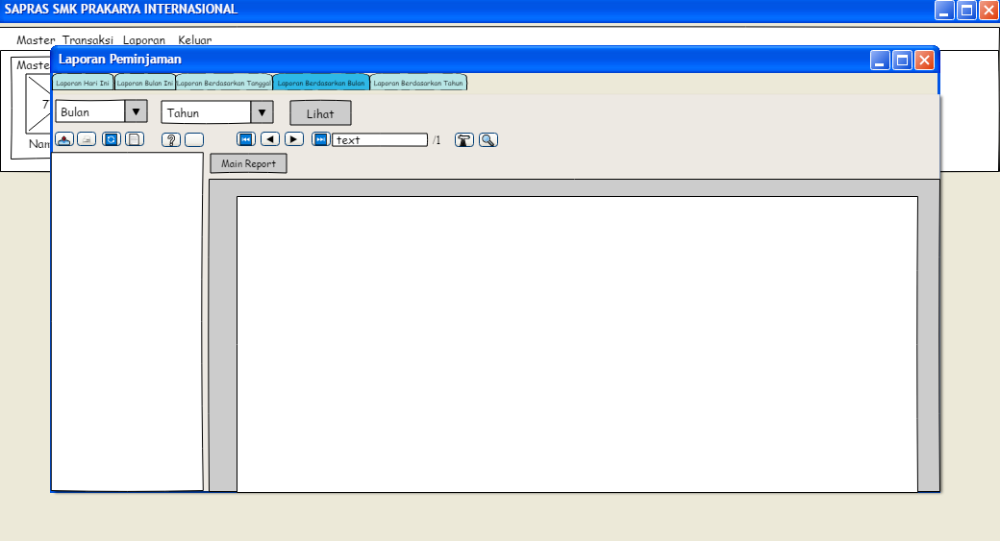 SAPRAS SMK PRAKARYA INTERNASIONAL
Master Transaksi Laporan Keluar
Maste
7
Nam
Laporan Peminjaman
Laporan Hari Ini Laporan Bulan Ini Laporan Berdasarkan Tanggal Laporan Berdasarkan Bulan Laporan Berdasarkan Tahun
Bulan Tahun Lihat
? text /1
Main Report